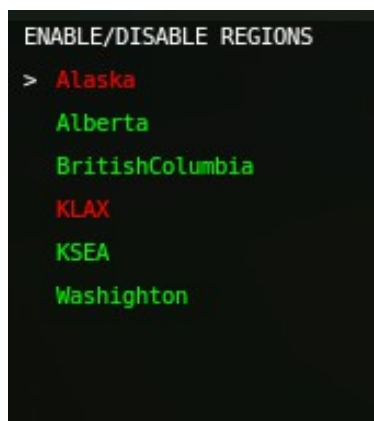 ENABLE/DISABLE REGIONS
> Alaska
Alberta
BritishColumbia
KLAX
KSEA
Washighton